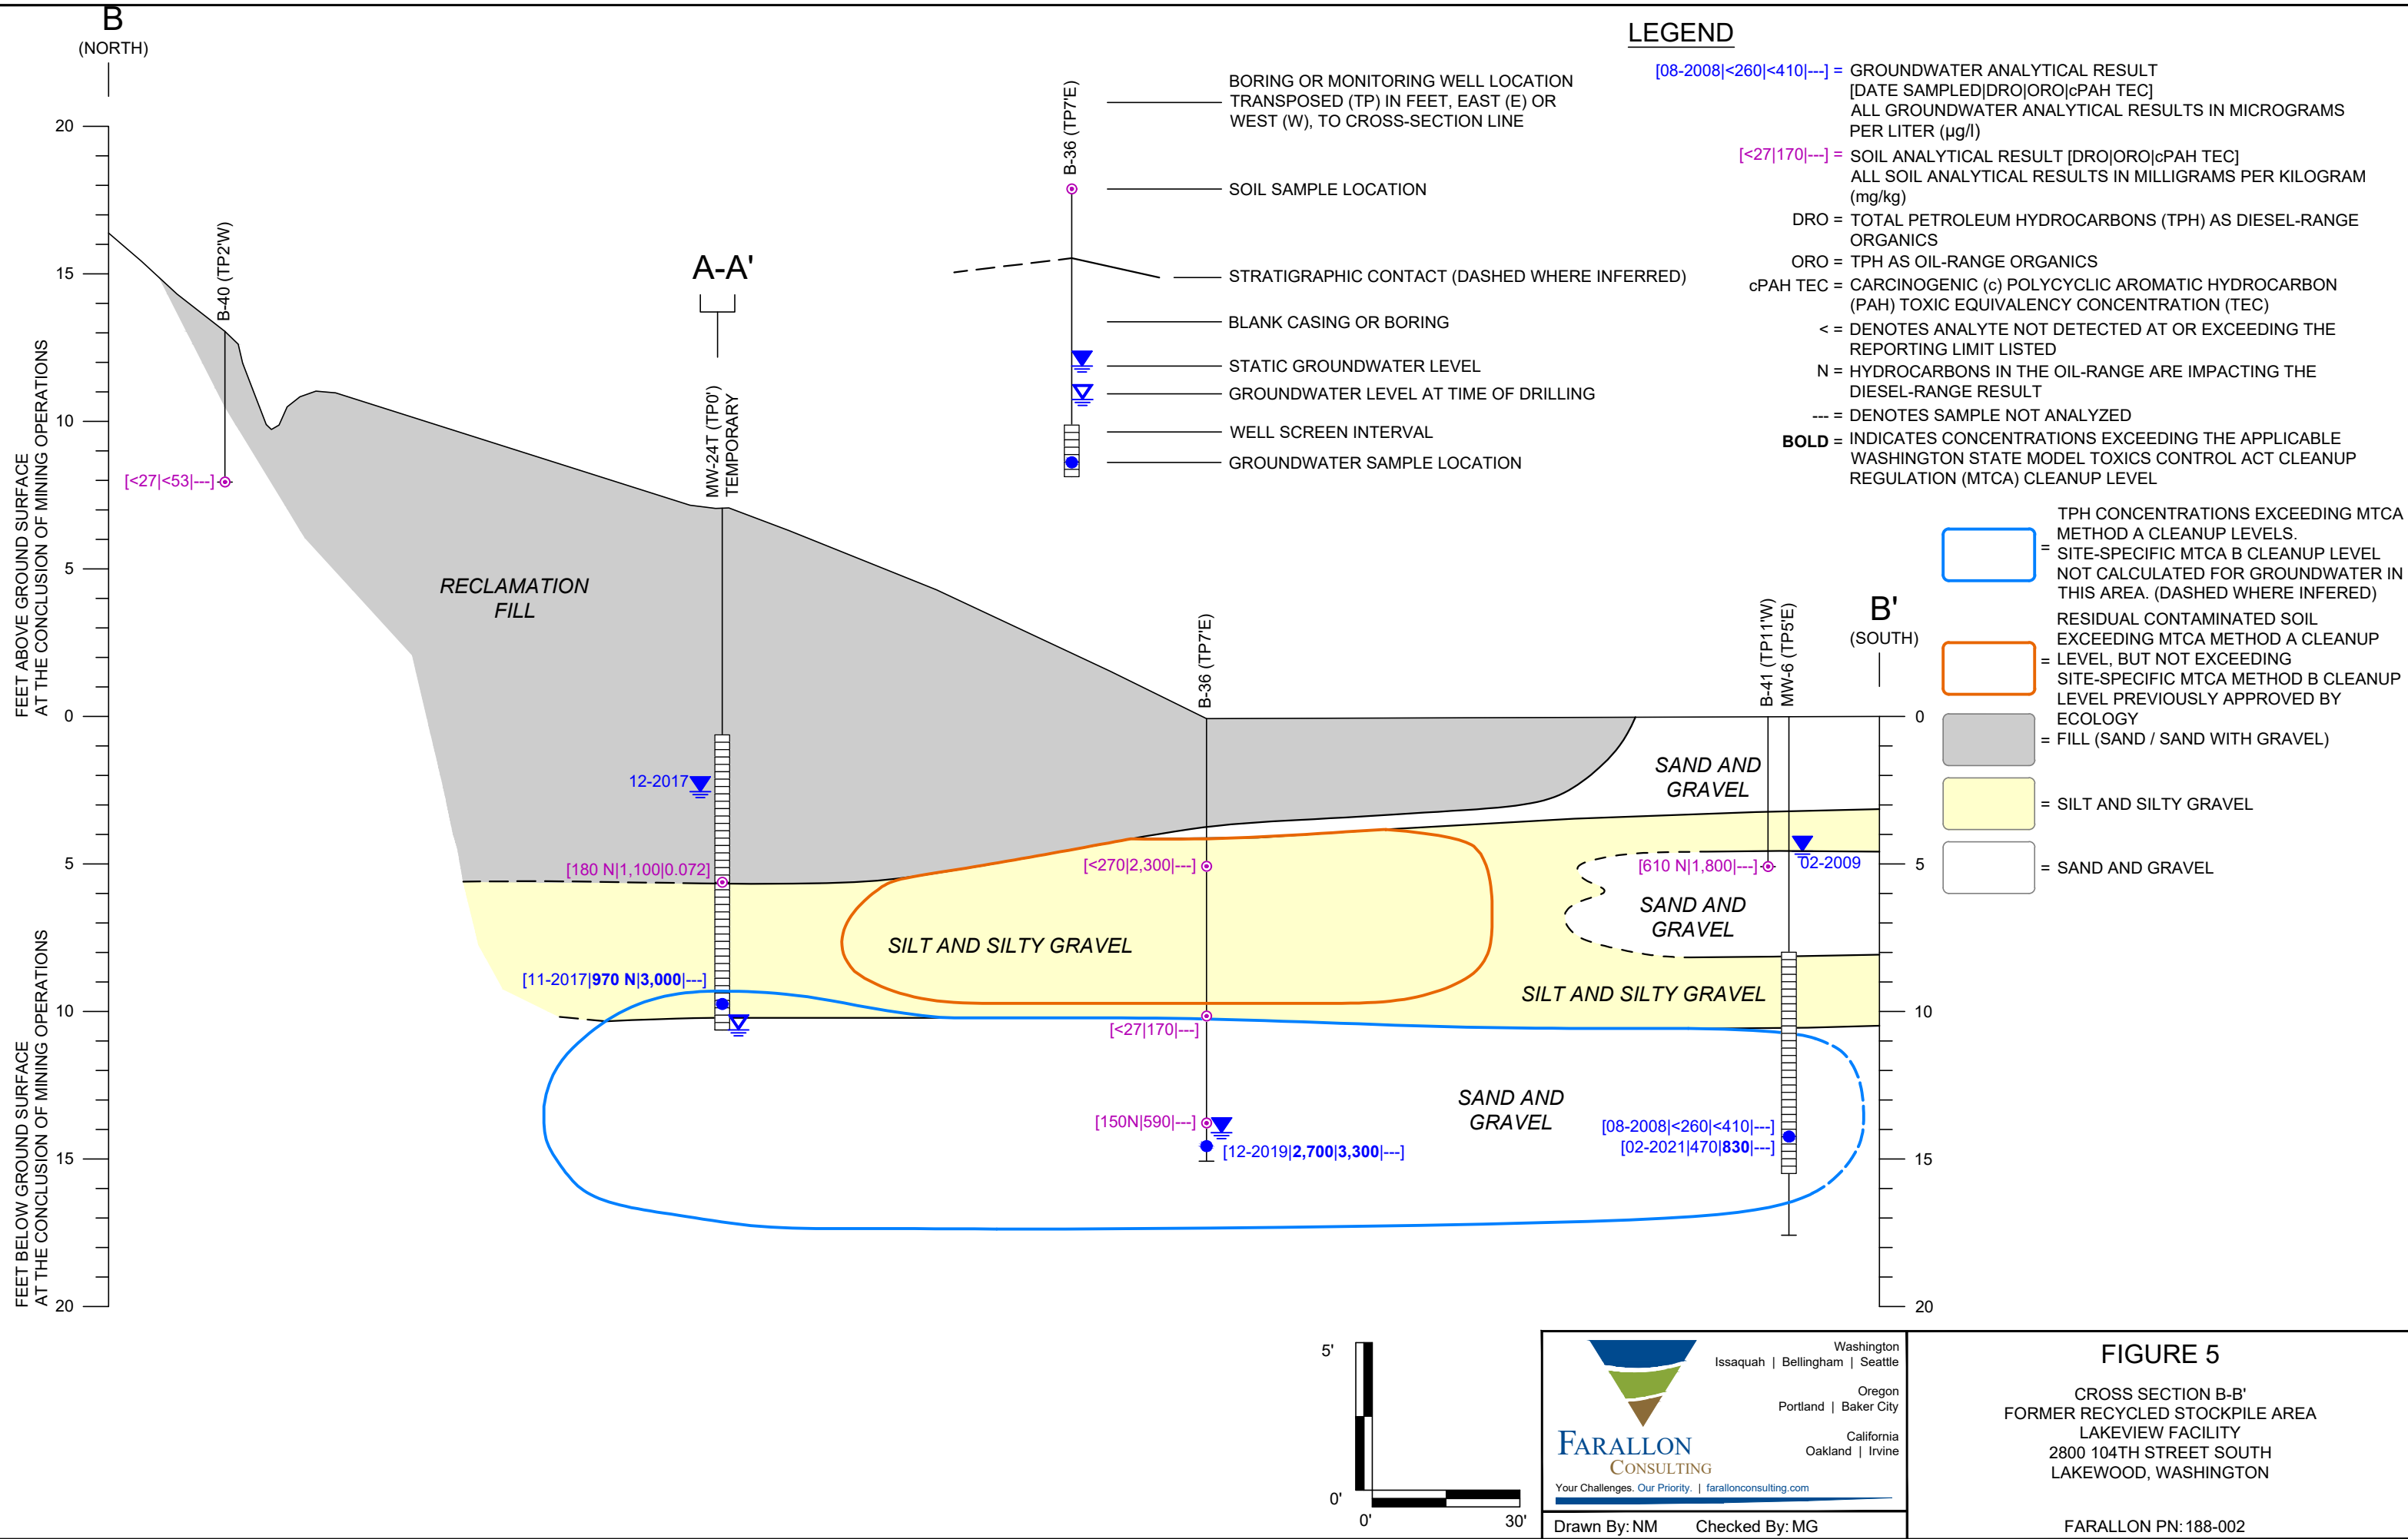 B
(NORTH)
20
15
10
5
0
5
10
15
20
FEET ABOVE GROUND SURFACE
AT THE CONCLUSION OF MINING OPERATIONS
FEET BELOW GROUND SURFACE
AT THE CONCLUSION OF MINING OPERATIONS
B-40 (TP2'W)
[<27|<53|---]
A-A'
MW-24T (TP0')
TEMPORARY
RECLAMATION
FILL
12-2017
[180 N|1,100|0.072]
[11-2017|970 N|3,000|---]
SILT AND SILTY GRAVEL
B-36 (TP7'E)
[<270|2,300|---]
[<27|170|---]
[150N|590|---]
[12-2019|2,700|3,300|---]
SAND AND
GRAVEL
SAND AND
GRAVEL
SAND AND
GRAVEL
SILT AND SILTY GRAVEL
B-41 (TP11'W)
MW-6 (TP5'E)
[610 N|1,800|---]
02-2009
[08-2008|<260|<410|---]
[02-2021|470|830|---]
B'
(SOUTH)
0
5
10
15
20
B-36 (TP7'E)
BORING OR MONITORING WELL LOCATION
TRANSPOSED (TP) IN FEET, EAST (E) OR
WEST (W), TO CROSS-SECTION LINE
SOIL SAMPLE LOCATION
STRATIGRAPHIC CONTACT (DASHED WHERE INFERRED)
BLANK CASING OR BORING
STATIC GROUNDWATER LEVEL
GROUNDWATER LEVEL AT TIME OF DRILLING
WELL SCREEN INTERVAL
GROUNDWATER SAMPLE LOCATION
LEGEND
[08-2008|<260|<410|---] = GROUNDWATER ANALYTICAL RESULT
[DATE SAMPLED|DRO|ORO|cPAH TEC]
ALL GROUNDWATER ANALYTICAL RESULTS IN MICROGRAMS
PER LITER (µg/l)
[<27|170|---] = SOIL ANALYTICAL RESULT [DRO|ORO|cPAH TEC]
ALL SOIL ANALYTICAL RESULTS IN MILLIGRAMS PER KILOGRAM
(mg/kg)
DRO = TOTAL PETROLEUM HYDROCARBONS (TPH) AS DIESEL-RANGE
ORGANICS
ORO = TPH AS OIL-RANGE ORGANICS
cPAH TEC = CARCINOGENIC (c) POLYCYCLIC AROMATIC HYDROCARBON
(PAH) TOXIC EQUIVALENCY CONCENTRATION (TEC)
< = DENOTES ANALYTE NOT DETECTED AT OR EXCEEDING THE
REPORTING LIMIT LISTED
N = HYDROCARBONS IN THE OIL-RANGE ARE IMPACTING THE
DIESEL-RANGE RESULT
--- = DENOTES SAMPLE NOT ANALYZED
BOLD = INDICATES CONCENTRATIONS EXCEEDING THE APPLICABLE
WASHINGTON STATE MODEL TOXICS CONTROL ACT CLEANUP
REGULATION (MTCA) CLEANUP LEVEL
TPH CONCENTRATIONS EXCEEDING MTCA
METHOD A CLEANUP LEVELS.
= SITE-SPECIFIC MTCA B CLEANUP LEVEL
NOT CALCULATED FOR GROUNDWATER IN
THIS AREA. (DASHED WHERE INFERED)
RESIDUAL CONTAMINATED SOIL
EXCEEDING MTCA METHOD A CLEANUP
= LEVEL, BUT NOT EXCEEDING
SITE-SPECIFIC MTCA METHOD B CLEANUP
LEVEL PREVIOUSLY APPROVED BY
ECOLOGY
= FILL (SAND / SAND WITH GRAVEL)
= SILT AND SILTY GRAVEL
= SAND AND GRAVEL
5'
0'
0'
30'
Washington
Issaquah | Bellingham | Seattle
Oregon
Portland | Baker City
California
Oakland | Irvine
FARALLON
CONSULTING
Your Challenges. Our Priority. | farallonconsulting.com
Drawn By: NM Checked By: MG
FIGURE 5
CROSS SECTION B-B'
FORMER RECYCLED STOCKPILE AREA
LAKEVIEW FACILITY
2800 104TH STREET SOUTH
LAKEWOOD, WASHINGTON
FARALLON PN: 188-002